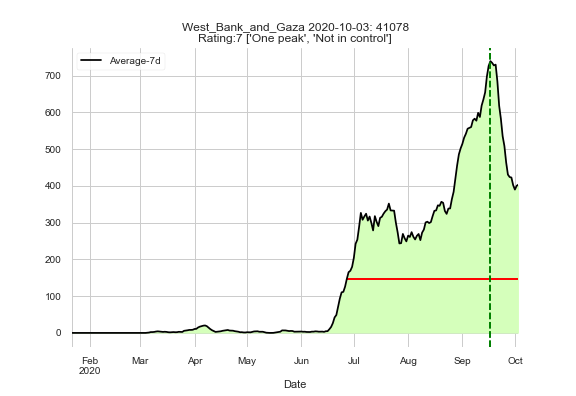 West_Bank_and_Gaza 2020-10-03: 41078
Rating:7 ['One peak', 'Not in control']
Average-7d
700
600
500
400
300
200
100
0
Feb Mar Apr May Jun Jul Aug Sep Oct
2020
Date